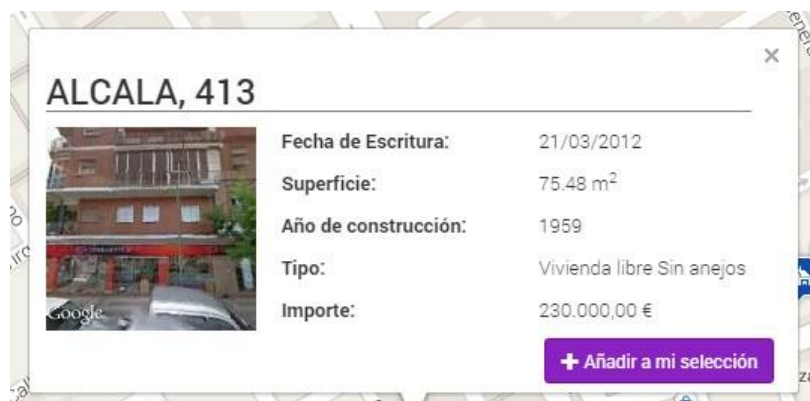 ×
ALCALA, 413
Fecha de Escritura: 21/03/2012
Superficie: 75.48 m²
Año de construcción: 1959
Tipo: Vivienda libre Sin anejos
Importe: 230.000,00 €
Google
+ Añadir a mi selección